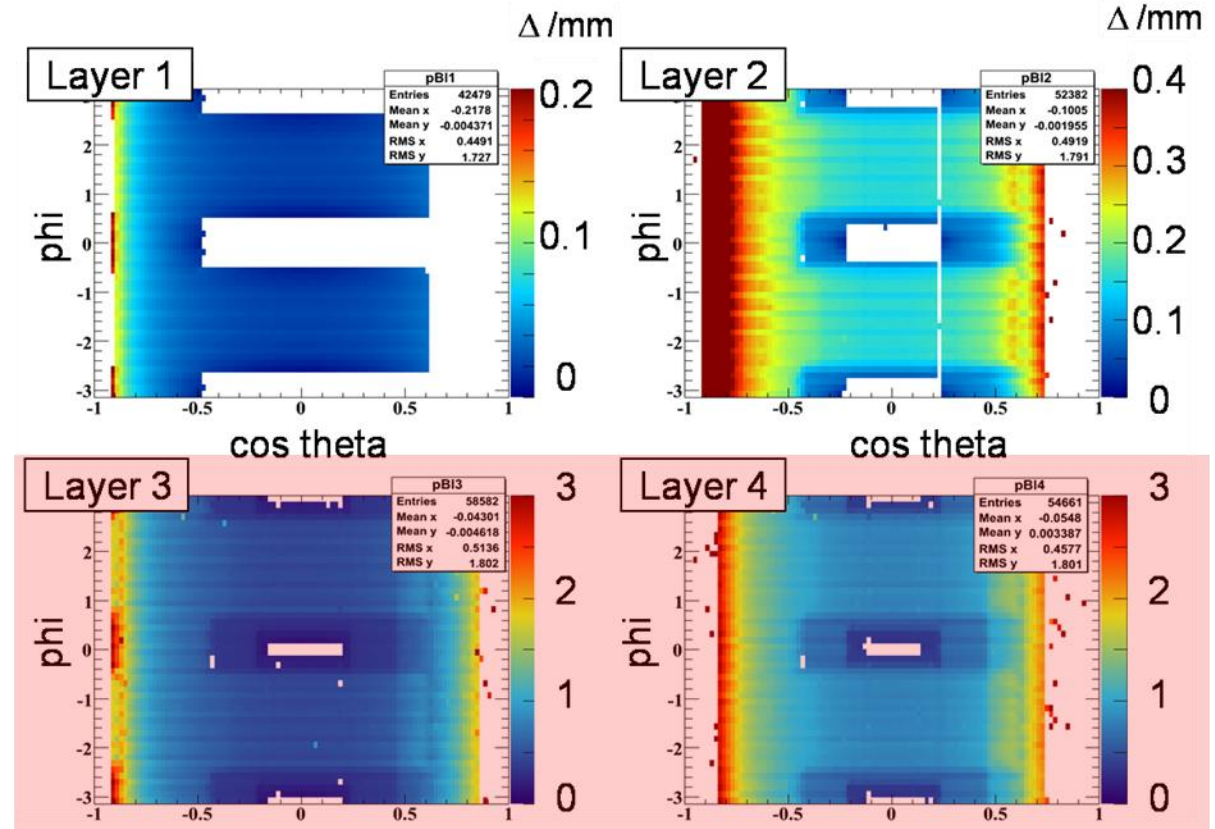 Δ /mm
Δ /mm
Layer 1
pBl1
Entries 42479
Mean x -0.2178
Mean y -0.004371
RMS x 0.4491
RMS y 1.727
0.2
0.1
0
phi
2
1
0
-1
-2
-3
-1 -0.5 0 0.5 1
cos theta
Layer 2
pBl2
Entries 52382
Mean x -0.1005
Mean y -0.001955
RMS x 0.4919
RMS y 1.791
0.4
0.3
0.2
0.1
0
phi
2
1
0
-1
-2
-3
-1 -0.5 0 0.5 1
cos theta
Layer 3
pBl3
Entries 58582
Mean x -0.04301
Mean y -0.004618
RMS x 0.5136
RMS y 1.802
3
2
1
0
phi
2
1
0
-1
-2
-3
-1 -0.5 0 0.5 1
Layer 4
pBl4
Entries 54661
Mean x -0.0548
Mean y 0.003387
RMS x 0.4577
RMS y 1.801
3
2
1
0
phi
2
1
0
-1
-2
-3
-1 -0.5 0 0.5 1